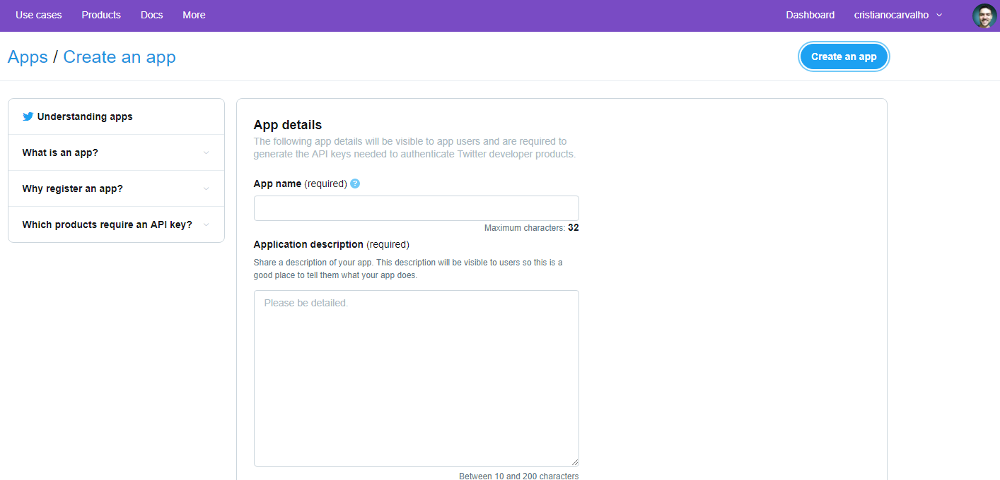 Use cases Products Docs More Dashboard cristianocarvalho
Apps / Create an app
Create an app
Understanding apps
What is an app?
Why register an app?
Which products require an API key?
App details
The following app details will be visible to app users and are required to
generate the API keys needed to authenticate Twitter developer products.
App name (required) ?
Maximum characters: 32
Application description (required)
Share a description of your app. This description will be visible to users so this is a
good place to tell them what your app does.
Please be detailed.
Between 10 and 200 characters